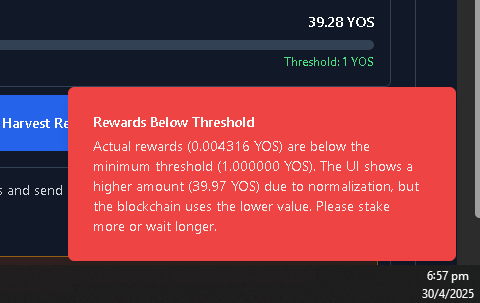 39.28 YOS
Threshold: 1 YOS
Harvest Re
Rewards Below Threshold
Actual rewards (0.004316 YOS) are below the
minimum threshold (1.000000 YOS). The UI shows a
s and send
higher amount (39.97 YOS) due to normalization, but
the blockchain uses the lower value. Please stake
more or wait longer.
6:57 pm
30/4/2025